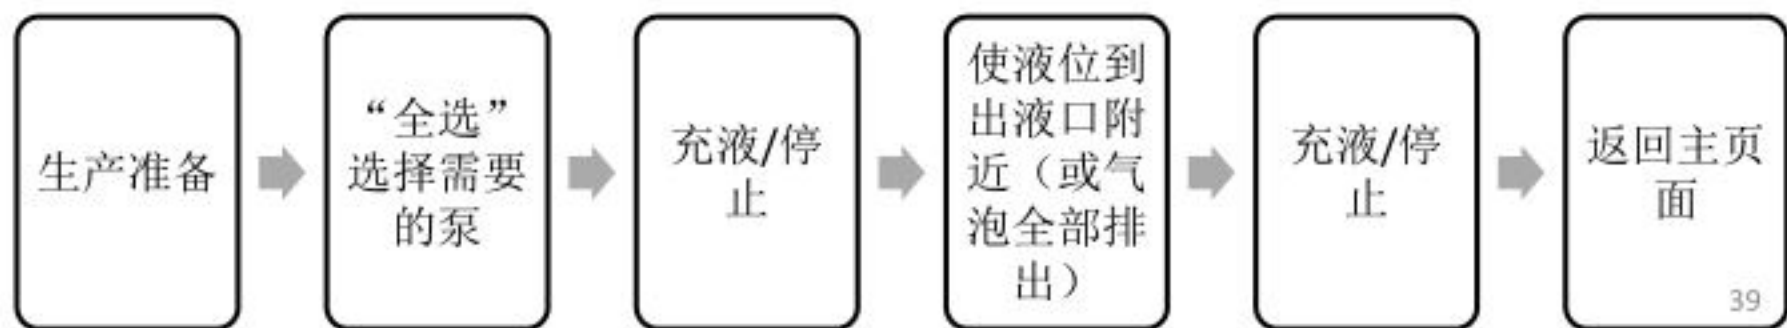 生产准备
“全选”
选择需要
的泵
充液/停
止
使液位到
出液口附
近（或气
泡全部排
出）
充液/停
止
返回主页
面
39